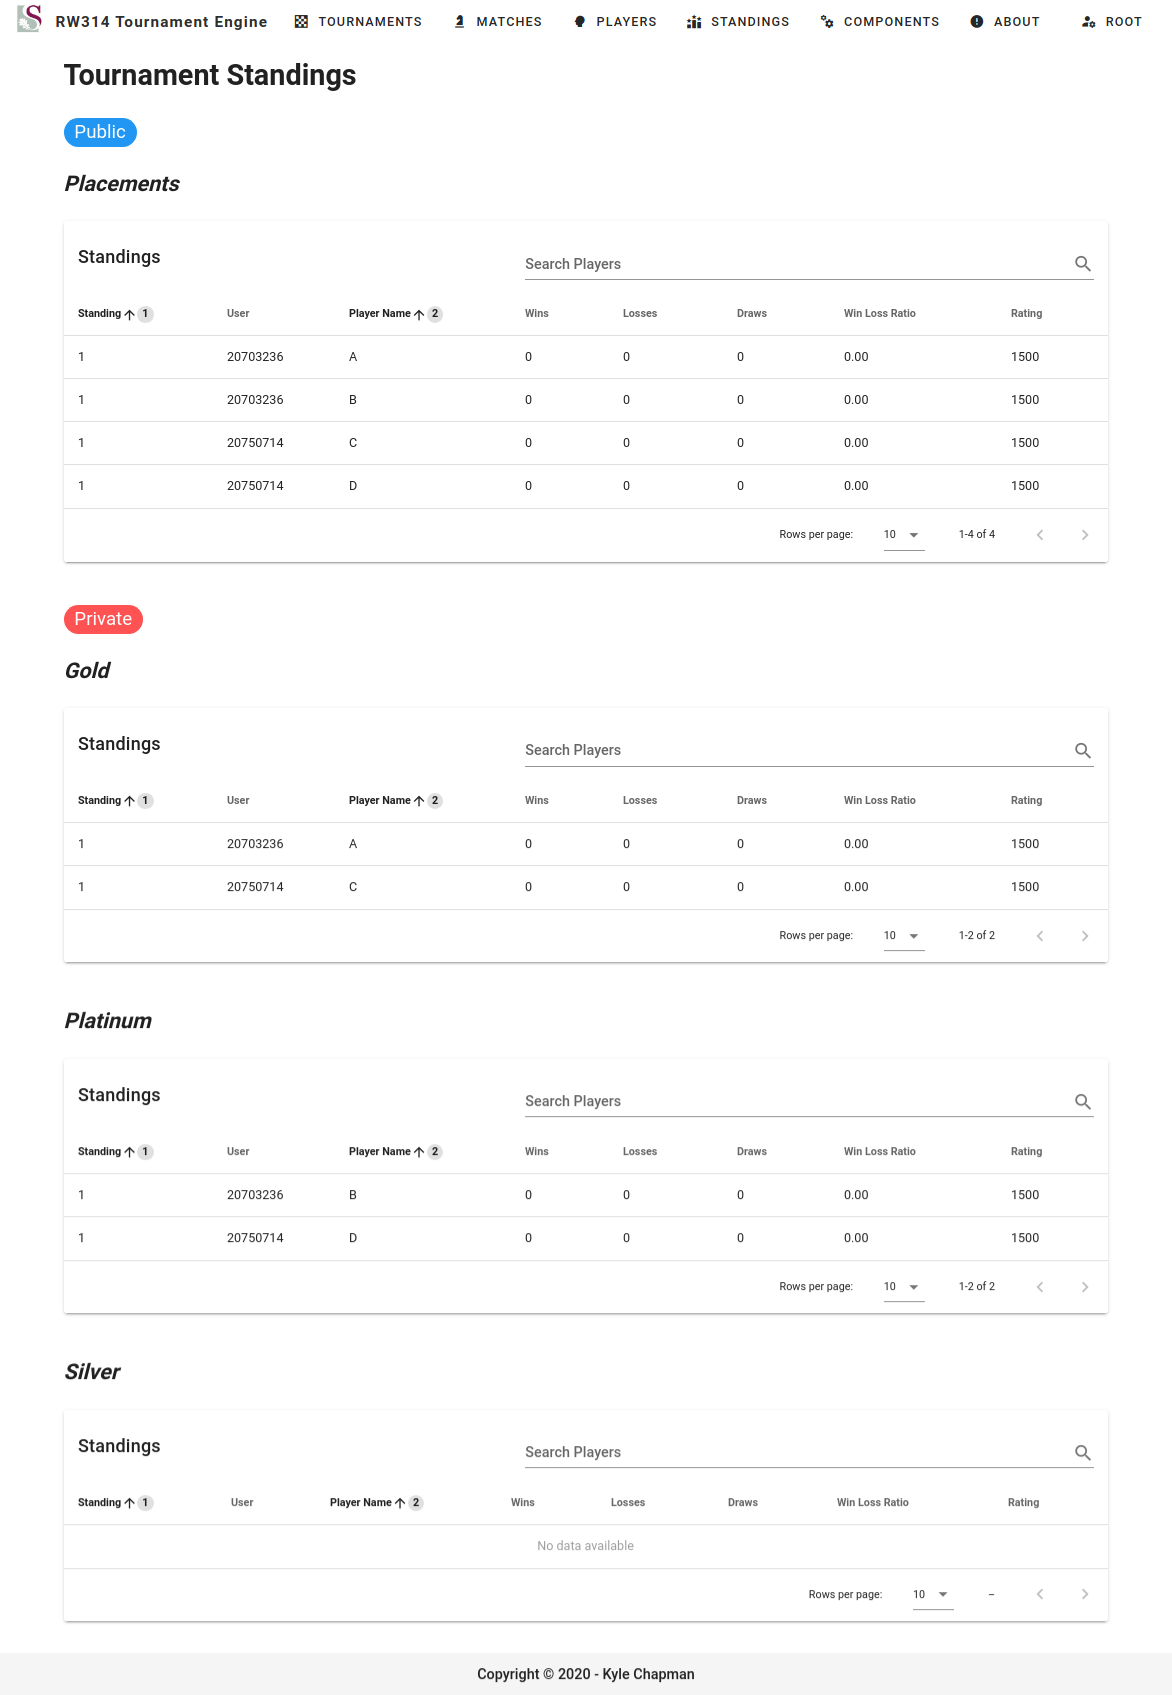 RW314 Tournament Engine TOURNAMENTS MATCHES PLAYERS STANDINGS COMPONENTS ABOUT ROOT
Tournament Standings
Public
Placements
Standings
Search Players
Standing 1 User Player Name 2 Wins Losses Draws Win Loss Ratio Rating
1 20703236 A 0 0 0 0.00 1500
1 20703236 B 0 0 0 0.00 1500
1 20750714 C 0 0 0 0.00 1500
1 20750714 D 0 0 0 0.00 1500
Rows per page: 10 1-4 of 4
Private
Gold
Standings
Search Players
Standing 1 User Player Name 2 Wins Losses Draws Win Loss Ratio Rating
1 20703236 A 0 0 0 0.00 1500
1 20750714 C 0 0 0 0.00 1500
Rows per page: 10 1-2 of 2
Platinum
Standings
Search Players
Standing 1 User Player Name 2 Wins Losses Draws Win Loss Ratio Rating
1 20703236 B 0 0 0 0.00 1500
1 20750714 D 0 0 0 0.00 1500
Rows per page: 10 1-2 of 2
Silver
Standings
Search Players
Standing 1 User Player Name 2 Wins Losses Draws Win Loss Ratio Rating
No data available
Rows per page: 10 –
Copyright © 2020 - Kyle Chapman